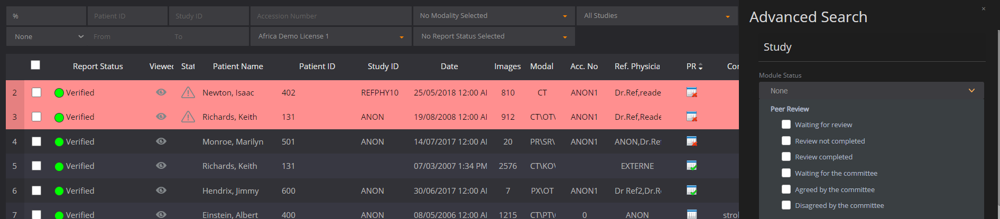 % Patient ID Study ID Accession Number No Modality Selected All Studies
None From To Africa Demo License 1 No Report Status Selected
Report Status Viewed Stat Patient Name Patient ID Study ID Date Images Modal Acc. No Ref. Physicia PR Con
2 Verified Newton, Isaac 402 REFPHY10 25/05/2018 12:00 AM 810 CT ANON1 Dr.Ref,reade
3 Verified Richards, Keith 131 ANON 19/08/2008 12:00 AM 912 CT\OT\ ANON1 Dr.Ref,Reade
4 Verified Monroe, Marilyn 501 ANON 14/07/2017 12:00 AM 20 PR\SR\ ANON1 ANON,Dr.Re
5 Verified Richards, Keith 131 07/03/2007 1:34 PM 2576 CT\KO\ EXTERNE
6 Verified Hendrix, Jimmy 600 ANON 30/06/2017 12:00 AM 7 PX\OT ANON1 Dr Ref2,Dr.R
7 Verified Einstein, Albert 400 ANON 08/05/2006 12:00 AM 1215 CT\PT\ 0 ANON stro
×
Advanced Search
Study
Module Status
None
Peer Review
Waiting for review
Review not completed
Review completed
Waiting for the committee
Agreed by the committee
Disagreed by the committee